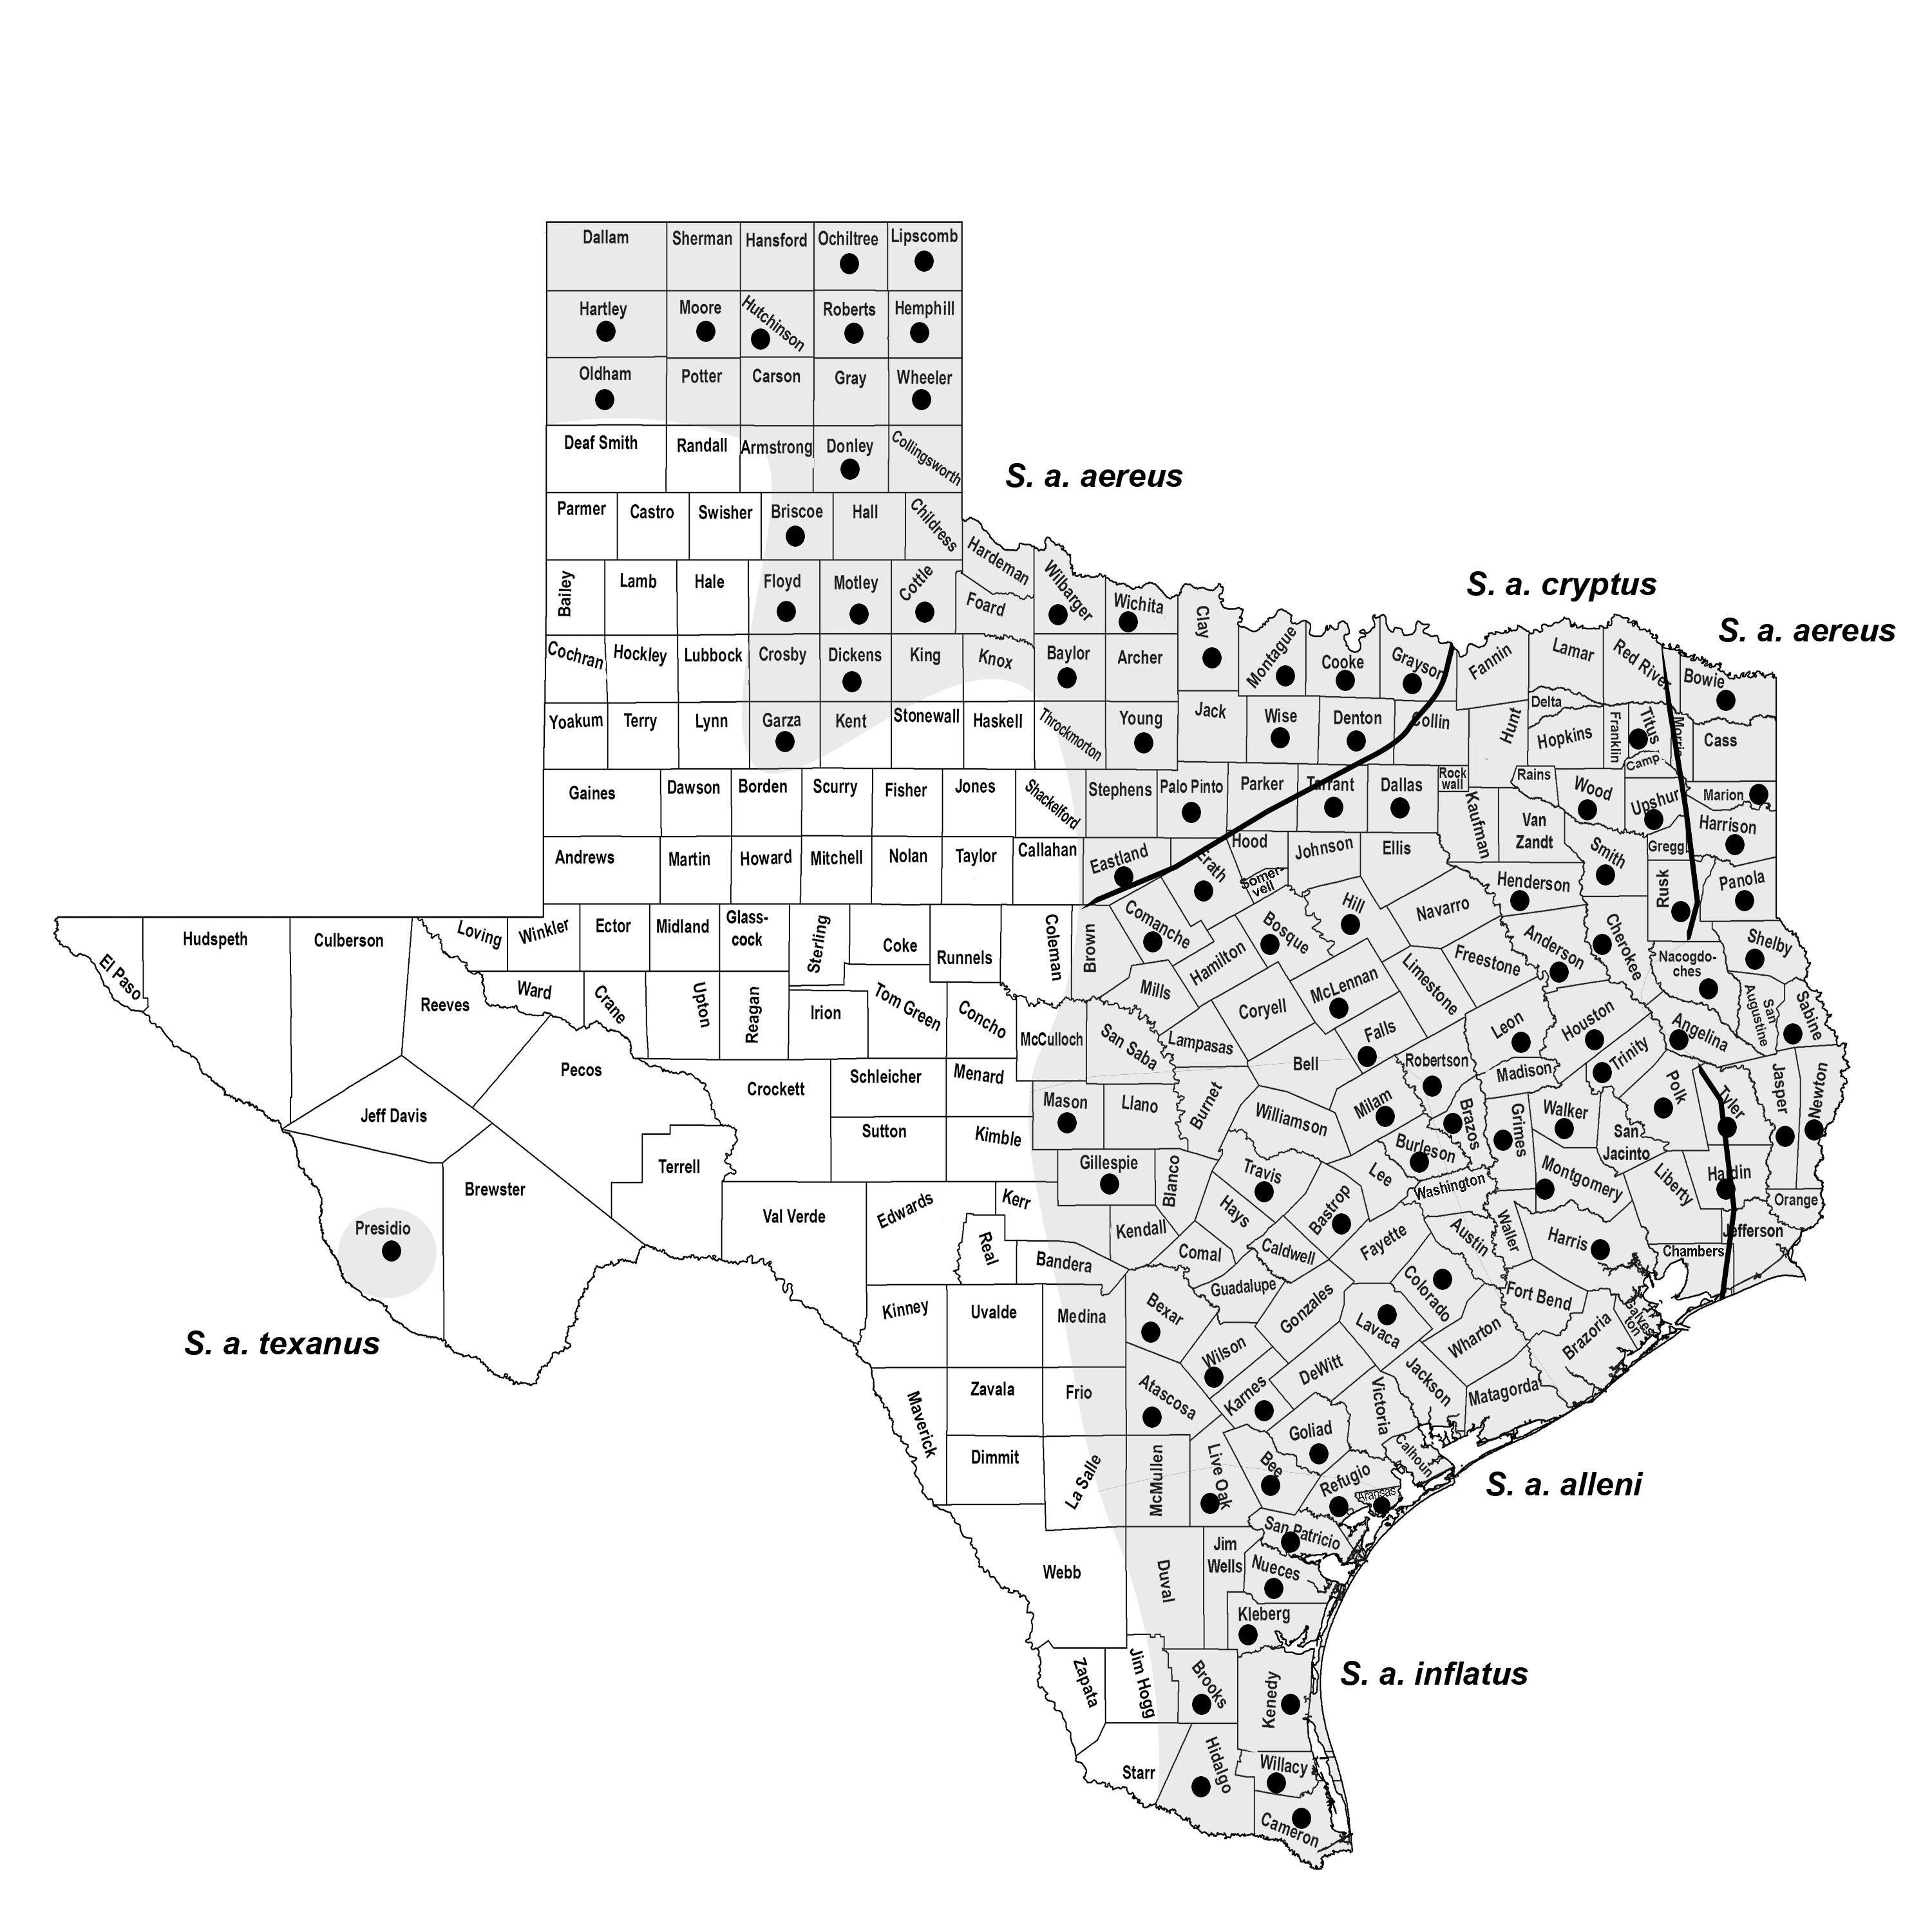 Dallam Sherman Hansford Ochiltree Lipscomb
Hartley Moore Hutchinson Roberts Hemphill
Oldham Potter Carson Gray Wheeler
Deaf Smith Randall Armstrong Donley Collingsworth
S. a. aereus
Parmer Castro Swisher Briscoe Hall Childress
Hardeman
Bailey Lamb Hale Floyd Motley Cottle Foard Wilbarger Wichita Clay
S. a. cryptus
S. a. aereus
Cochran Hockley Lubbock Crosby Dickens King Knox Baylor Archer Montague Cooke Grayson Fannin Lamar Red River Bowie
Yoakum Terry Lynn Garza Kent Stonewall Haskell Throckmorton Young Jack Wise Denton Collin Hunt Delta Hopkins Franklin Titus Morris Cass
Camp
Gaines Dawson Borden Scurry Fisher Jones Shackelford Stephens Palo Pinto Parker Tarrant Dallas Rock
wall
Kaufman Rains Wood Upshur Marion
Van
Zandt
Harrison
Andrews Martin Howard Mitchell Nolan Taylor Callahan Eastland Erath Hood Somer-
vell
Johnson Ellis Henderson Smith Gregg Rusk Panola
El Paso Hudspeth Culberson Loving Winkler Ector Midland Glass-
cock
Sterling Coke Runnels Coleman Brown Comanche Hamilton Bosque Hill Navarro Anderson Cherokee Nacogdo-
ches
Shelby
Reeves Ward Crane Upton Reagan Irion Tom Green Concho McCulloch San Saba Mills Lampasas Coryell McLennan Limestone Freestone Falls Leon Houston Trinity Angelina San
Augustine
Sabine
Jeff Davis Pecos Crockett Schleicher Menard Mason Llano Burnet Bell Williamson Milam Robertson Brazos Madison Grimes Walker San
Jacinto
Polk Tyler Jasper Newton
Presidio Brewster Terrell Sutton Kimble Gillespie Blanco Travis Hays Bastrop Lee Burleson Washington Montgomery Liberty Hardin Orange
Val Verde Edwards Kerr Real Bandera Kendall Comal Caldwell Fayette Austin Waller Harris Chambers Jefferson
S. a. texanus
Kinney Uvalde Medina Bexar Guadalupe Gonzales Lavaca Colorado Wharton Fort Bend Brazoria Galves-
ton
Maverick Zavala Frio Atascosa Wilson Karnes DeWitt Victoria Jackson Matagorda
Dimmit La Salle McMullen Live Oak Bee Goliad Refugio Calhoun Aransas
S. a. alleni
Webb Duval Jim
Wells
San Patricio
Nueces
Kleberg
Zapata Jim Hogg Brooks Kenedy
S. a. inflatus
Starr Hidalgo Willacy
Cameron